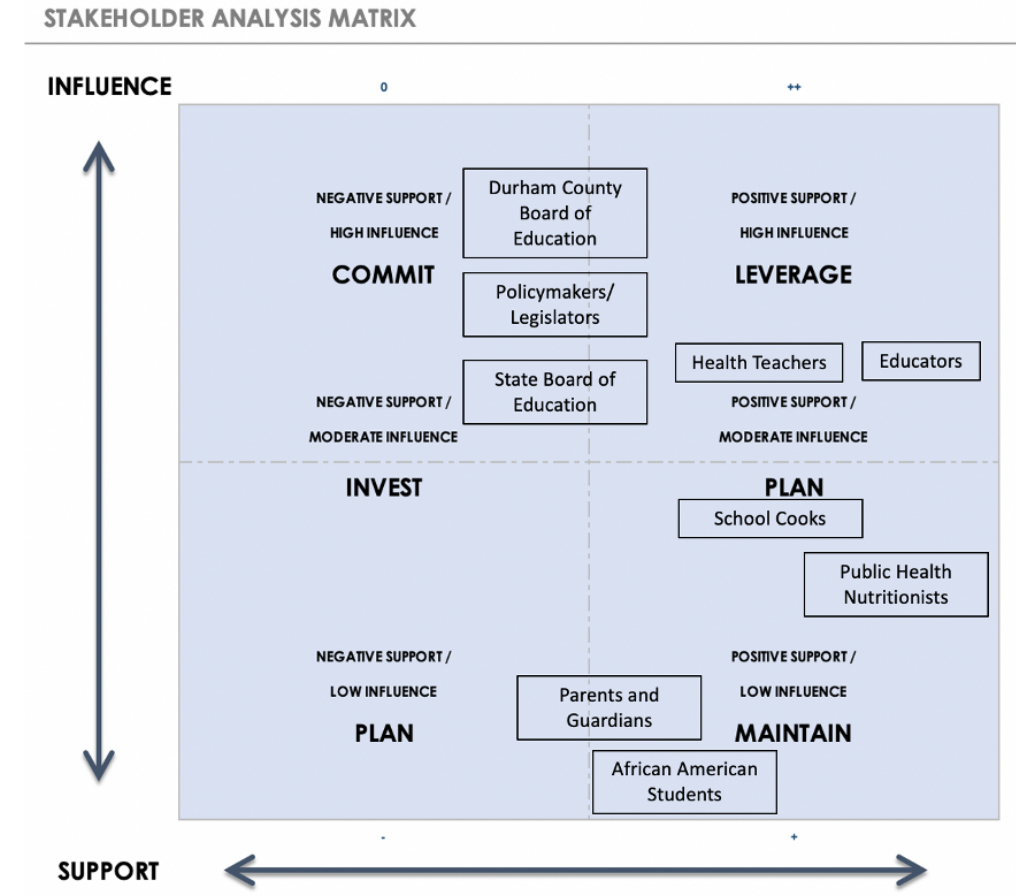 STAKEHOLDER ANALYSIS MATRIX
INFLUENCE
0
++
NEGATIVE SUPPORT /
HIGH INFLUENCE
COMMIT
Durham County
Board of
Education
POSITIVE SUPPORT /
HIGH INFLUENCE
LEVERAGE
Policymakers/
Legislators
Health Teachers
Educators
State Board of
Education
NEGATIVE SUPPORT /
MODERATE INFLUENCE
INVEST
POSITIVE SUPPORT /
MODERATE INFLUENCE
PLAN
School Cooks
Public Health
Nutritionists
NEGATIVE SUPPORT /
LOW INFLUENCE
PLAN
Parents and
Guardians
POSITIVE SUPPORT /
LOW INFLUENCE
MAINTAIN
African American
Students
-
+
SUPPORT